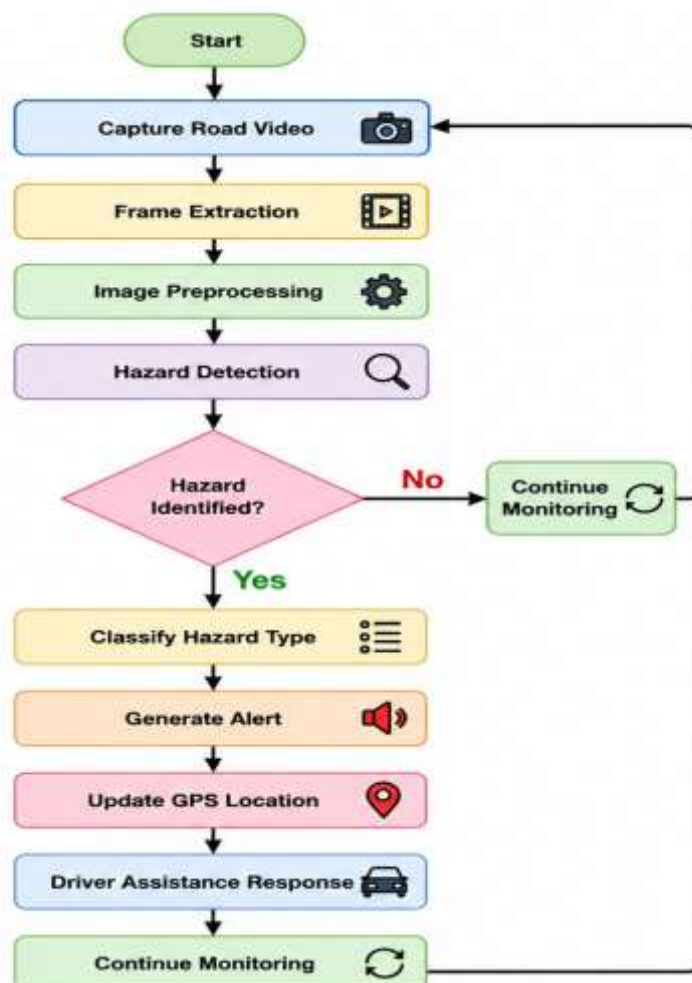 Start
Capture Road Video
Frame Extraction
Image Preprocessing
Hazard Detection
Hazard
Identified?
No
Continue
Monitoring
Yes
Classify Hazard Type
Generate Alert
Update GPS Location
Driver Assistance Response
Continue Monitoring